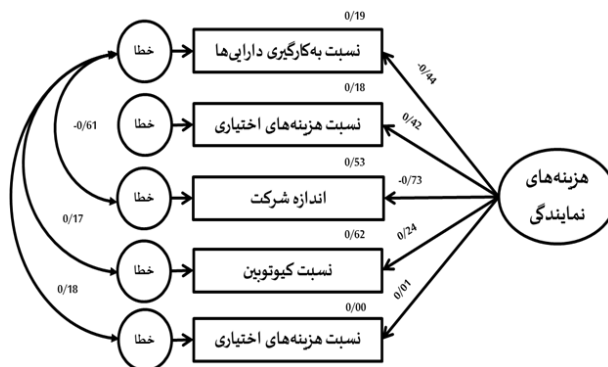 0/19
خطا
نسبت به‌کارگیری دارایی‌ها
-0/44
0/18
خطا
نسبت هزینه‌های اختیاری
0/42
-0/61
0/53
خطا
اندازه شرکت
-0/73
هزینه‌های
نمایندگی
0/17
0/62
خطا
نسبت کیوتوبین
0/24
0/18
0/00
خطا
نسبت هزینه‌های اختیاری
0/01